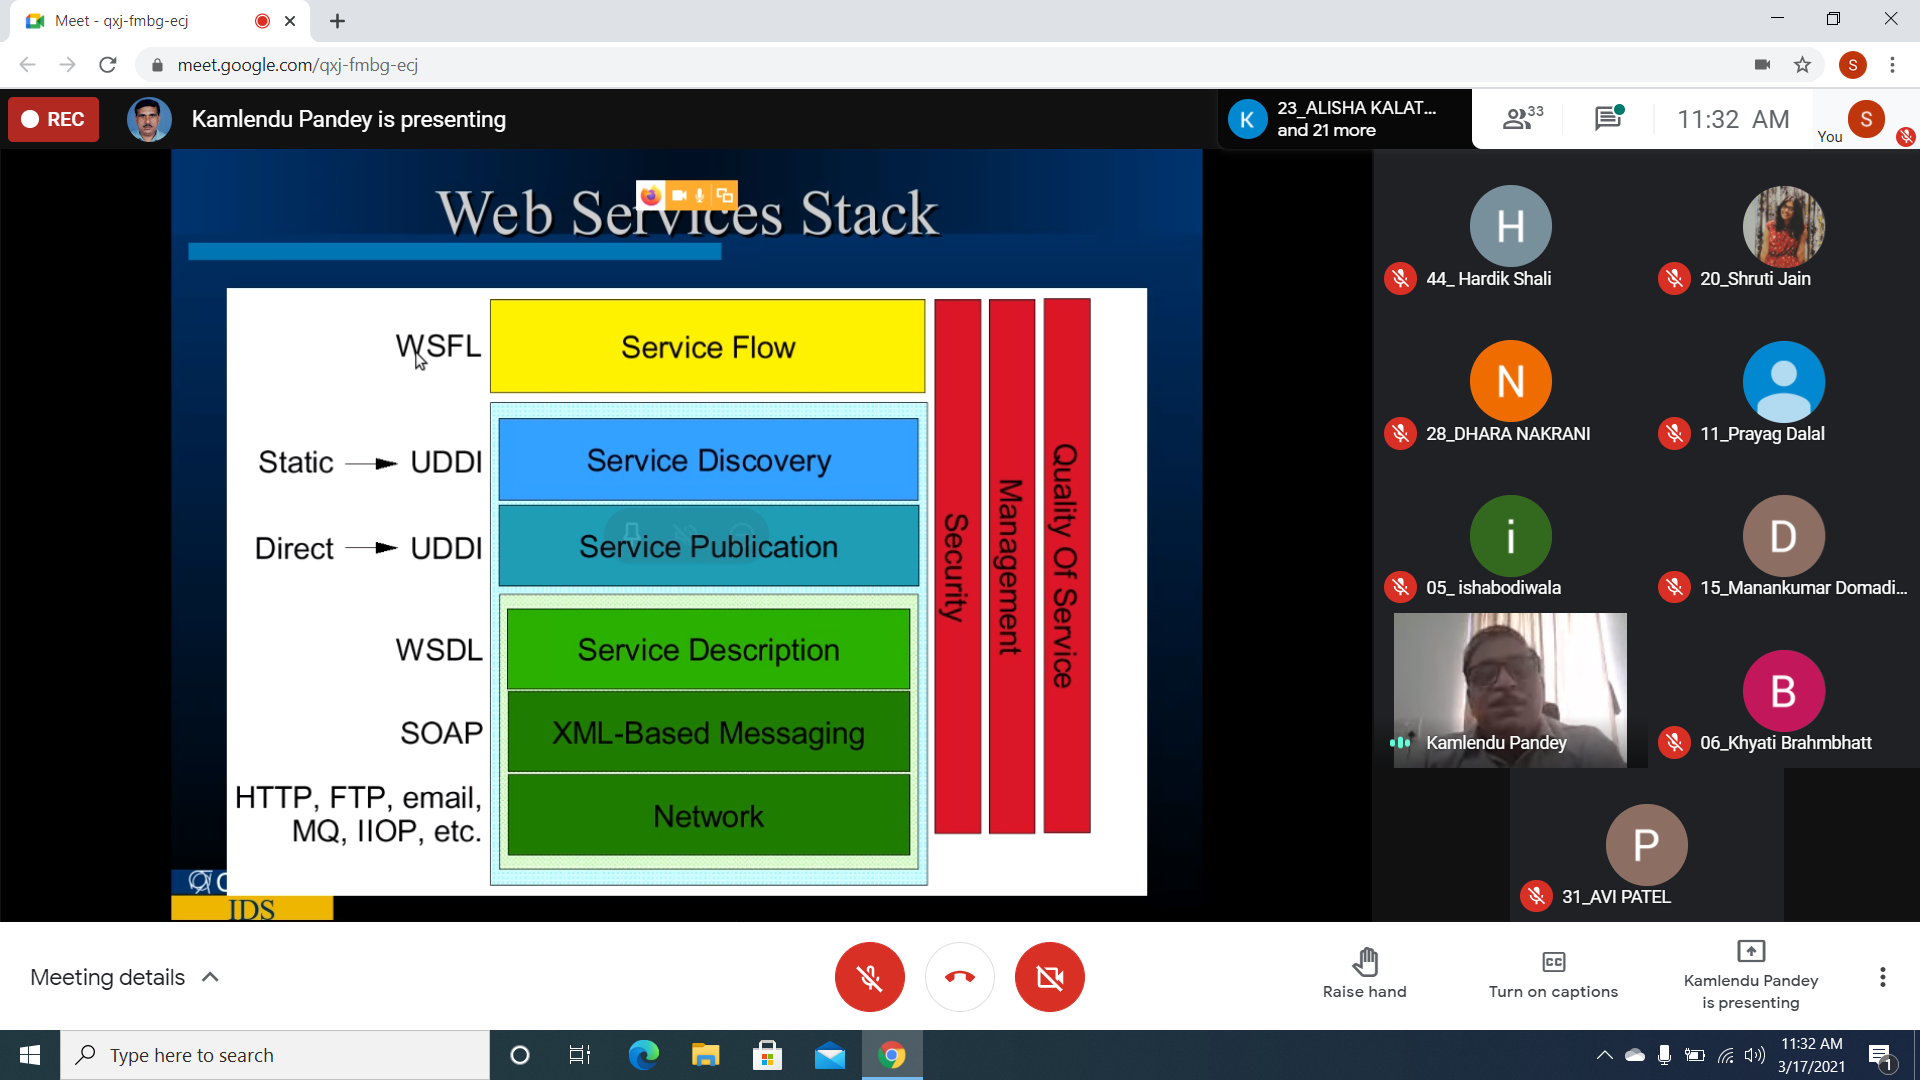 Meet - qxj-fmbg-ecj
meet.google.com/qxj-fmbg-ecj
S
REC
Kamlendu Pandey is presenting
K
23_ALISHA KALAT...
and 21 more
33
11:32 AM
You
S
Web Services Stack
WSFL
Service Flow
Static
UDDI
Service Discovery
Direct
UDDI
Service Publication
WSDL
Service Description
SOAP
XML-Based Messaging
HTTP, FTP, email,
MQ, IIOP, etc.
Network
Security
Management
Quality Of Service
IDS
H
44_ Hardik Shali
20_Shruti Jain
N
28_DHARA NAKRANI
11_Prayag Dalal
i
05_ ishabodiwala
D
15_Manankumar Domadi...
Kamlendu Pandey
B
06_Khyati Brahmbhatt
P
31_AVI PATEL
Meeting details
Raise hand
CC
Turn on captions
Kamlendu Pandey
is presenting
Type here to search
11:32 AM
3/17/2021
1